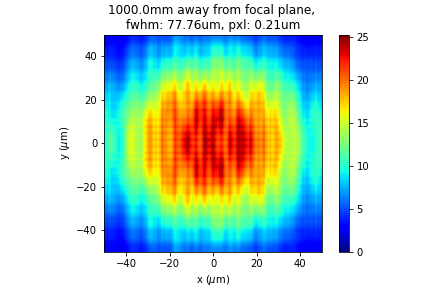 1000.0mm away from focal plane,
fwhm: 77.76um, pxl: 0.21um
40
20
0
−20
−40
y (μm)
−40 −20 0 20 40
x (μm)
25
20
15
10
5
0